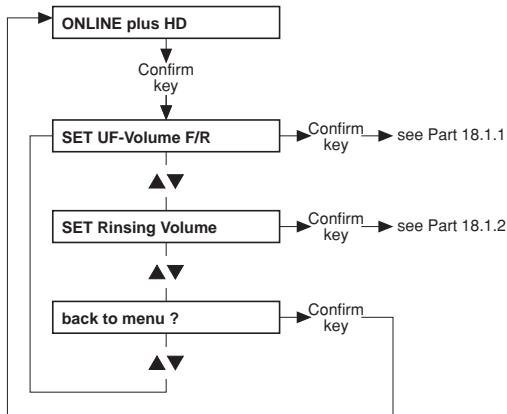 ONLINE plus HD
Confirm
key
SET UF-Volume F/R
Confirm
key
see Part 18.1.1
▲▼
SET Rinsing Volume
Confirm
key
see Part 18.1.2
▲▼
back to menu ?
Confirm
key
▲▼